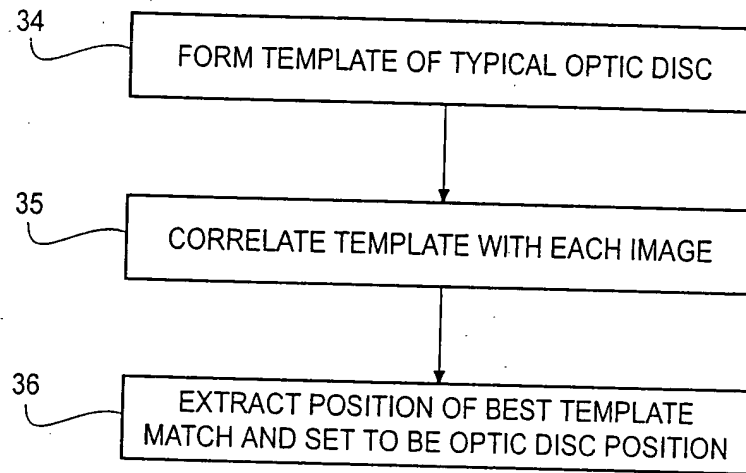 34
FORM TEMPLATE OF TYPICAL OPTIC DISC
35
CORRELATE TEMPLATE WITH EACH IMAGE
36
EXTRACT POSITION OF BEST TEMPLATE
MATCH AND SET TO BE OPTIC DISC POSITION